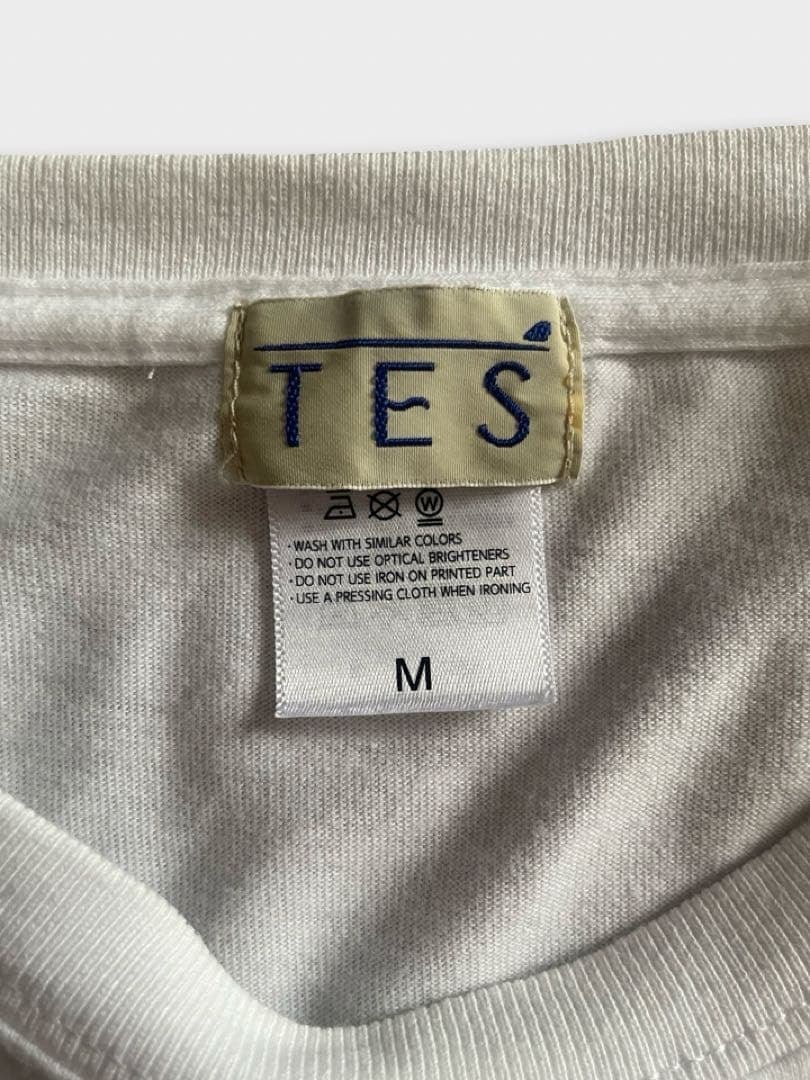 TES
W
· WASH WITH SIMILAR COLORS
· DO NOT USE OPTICAL BRIGHTENERS
· DO NOT USE IRON ON PRINTED PART
· USE A PRESSING CLOTH WHEN IRONING
M